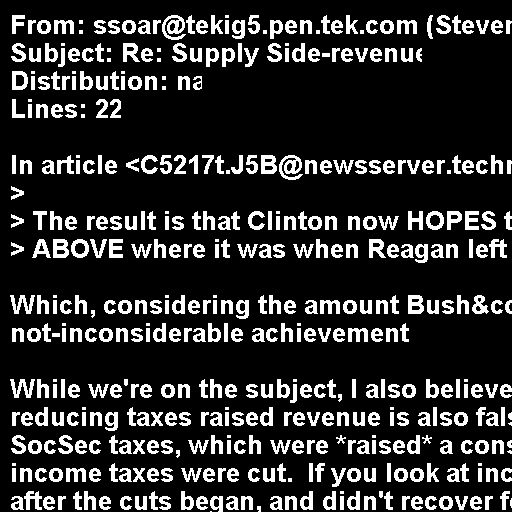 From: ssoar@tekig5.pen.tek.com (Steven
Subject: Re: Supply Side-revenue
Distribution: na
Lines: 22

In article <C5217t.J5B@newsserver.techn
>
> The result is that Clinton now HOPES t
> ABOVE where it was when Reagan left

Which, considering the amount Bush&co
not-inconsiderable achievement

While we're on the subject, I also believe
reducing taxes raised revenue is also fals
SocSec taxes, which were *raised* a cons
income taxes were cut.  If you look at inc
after the cuts began, and didn't recover fo